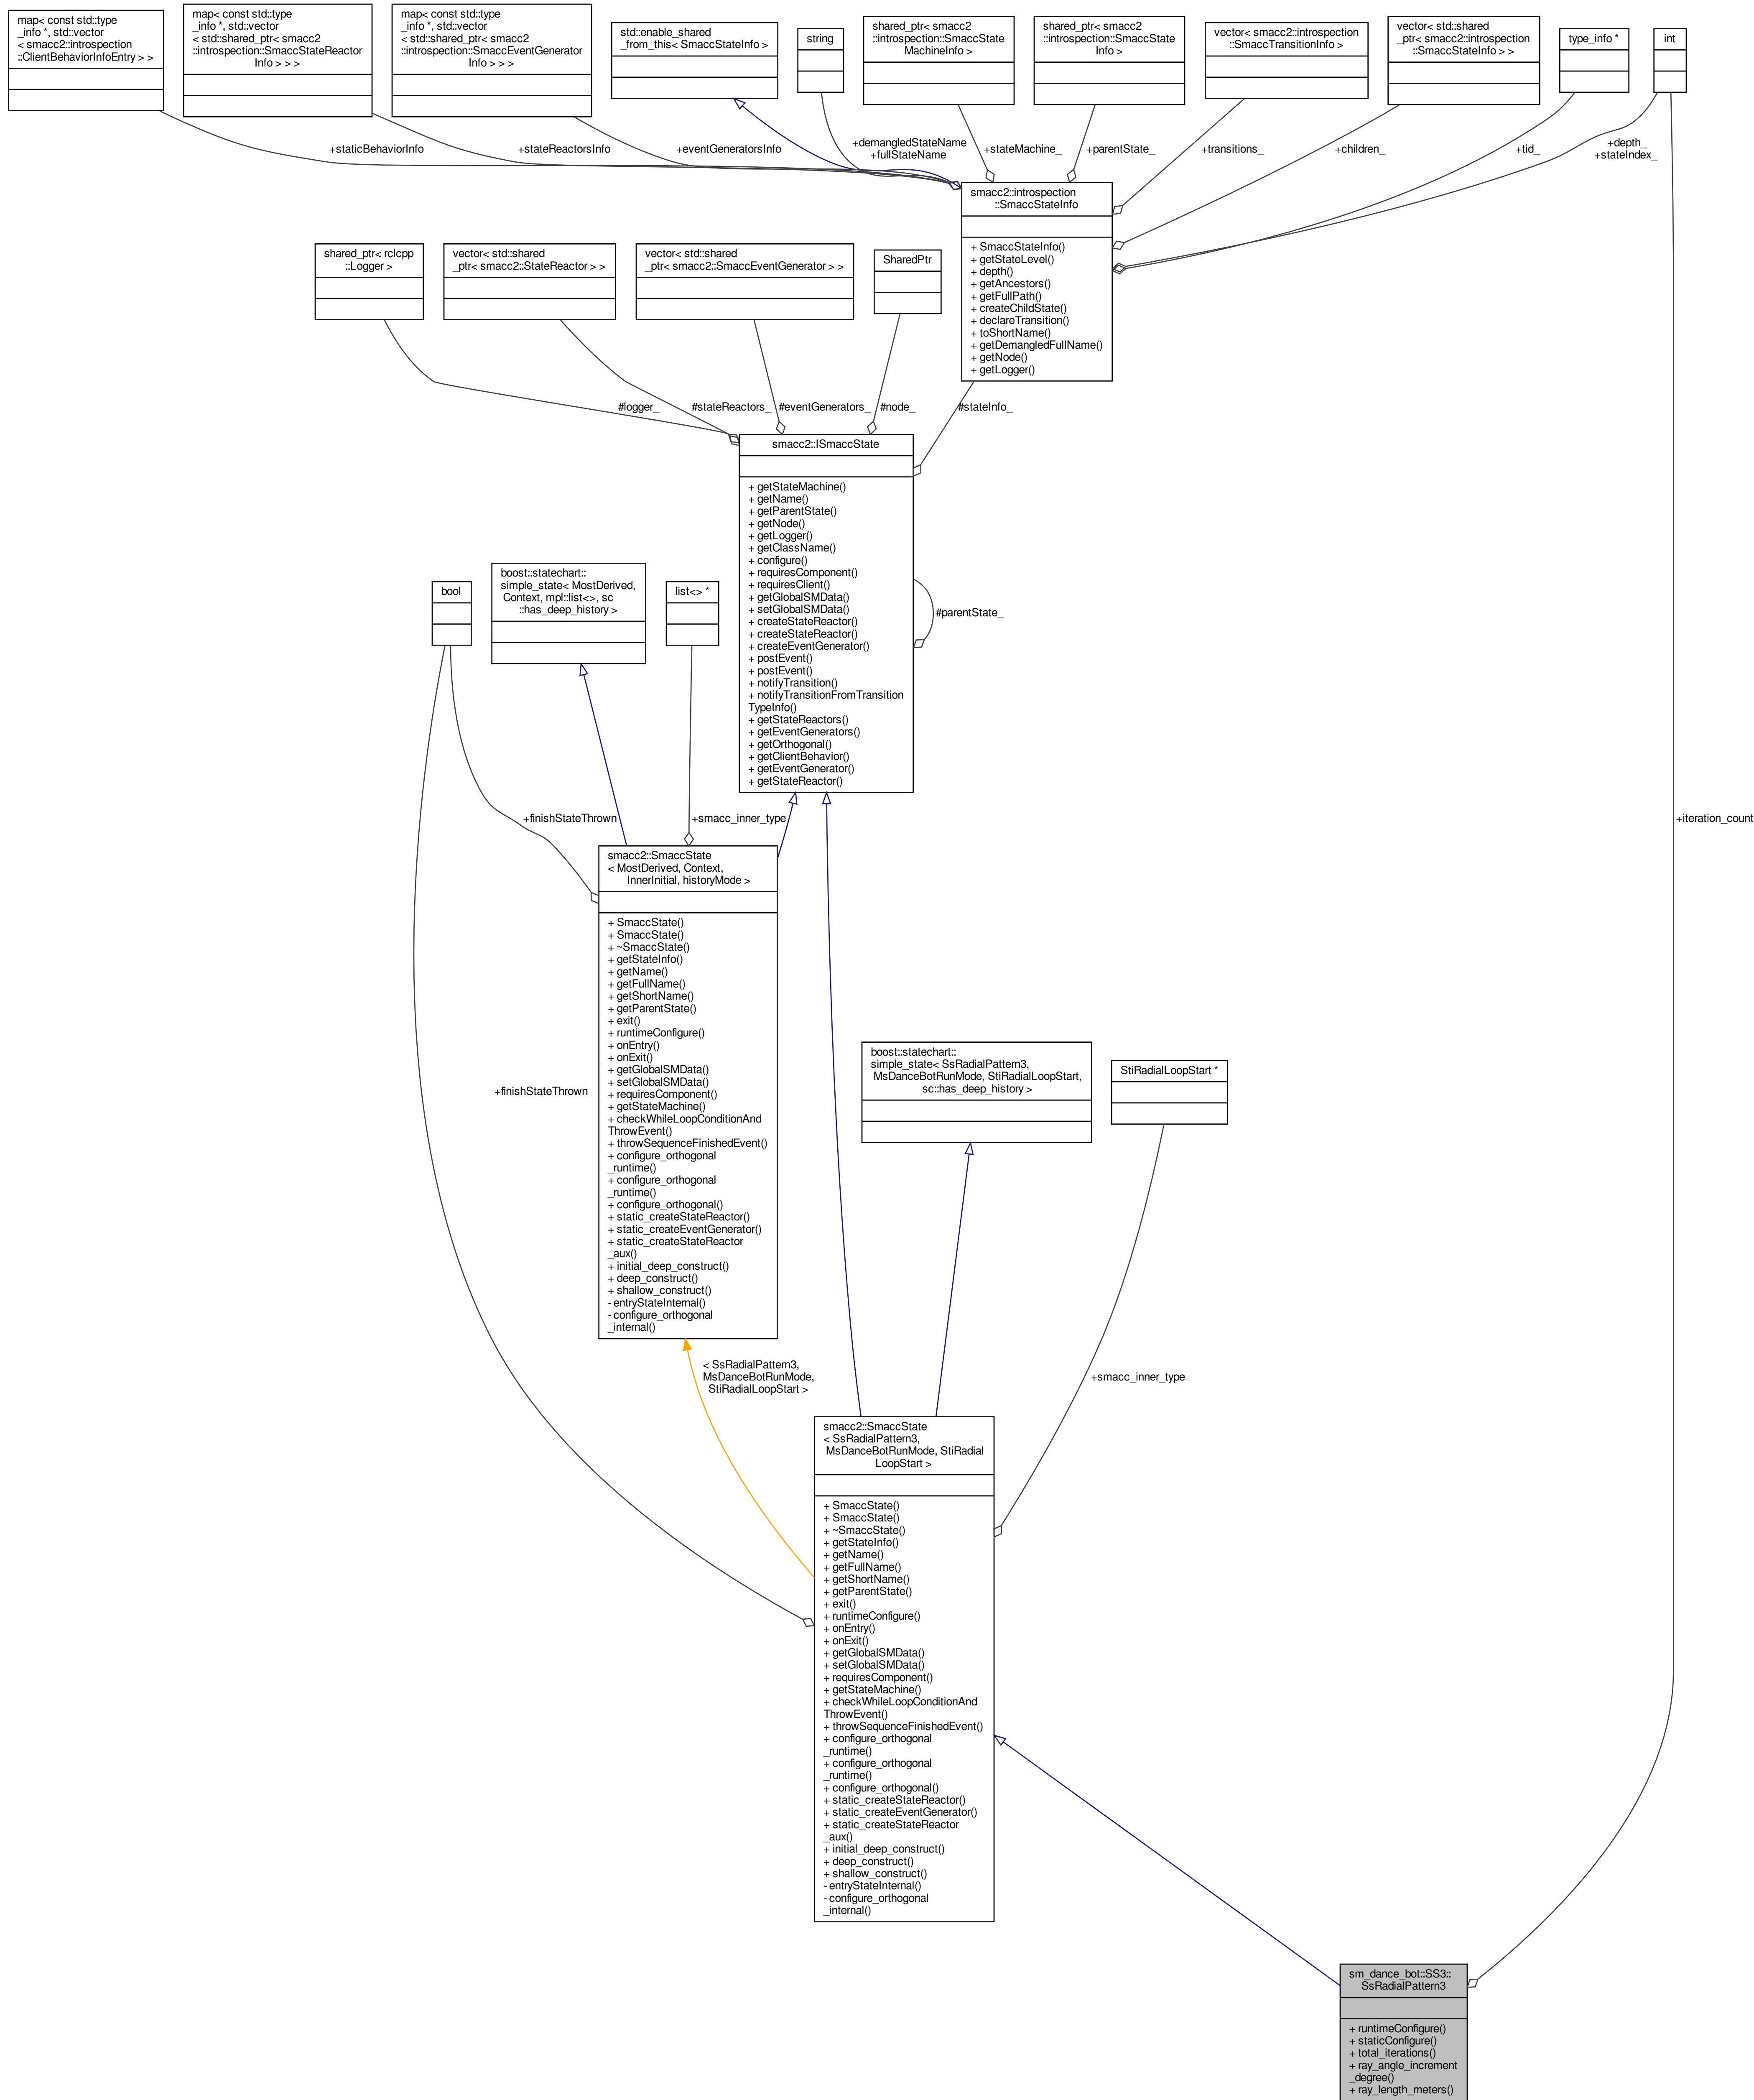 map< const std::type
_info *, std::vector
< smacc2::introspection
::ClientBehaviorInfoEntry > >
map< const std::type
_info *, std::vector
< std::shared_ptr< smacc2
::introspection::SmaccStateReactor
Info > > >
map< const std::type
_info *, std::vector
< std::shared_ptr< smacc2
::introspection::SmaccEventGenerator
Info > > >
std::enable_shared
_from_this< SmaccStateInfo >
string
shared_ptr< smacc2
::introspection::SmaccState
MachineInfo >
shared_ptr< smacc2
::introspection::SmaccState
Info >
vector< smacc2::introspection
::SmaccTransitionInfo >
vector< std::shared
_ptr< smacc2::introspection
::SmaccStateInfo > >
type_info *
int
+staticBehaviorInfo
+stateReactorsInfo
+eventGeneratorsInfo
+demangledStateName
+fullStateName
+stateMachine_
+parentState_
+transitions_
+children_
+tid_
+depth_
+stateIndex_
smacc2::introspection
::SmaccStateInfo
+ SmaccStateInfo()
+ getStateLevel()
+ depth()
+ getAncestors()
+ getFullPath()
+ createChildState()
+ declareTransition()
+ toShortName()
+ getDemangledFullName()
+ getNode()
+ getLogger()
shared_ptr< rclcpp
::Logger >
vector< std::shared
_ptr< smacc2::StateReactor > >
vector< std::shared
_ptr< smacc2::SmaccEventGenerator > >
SharedPtr
#logger_
#stateReactors_
#eventGenerators_
#node_
#stateInfo_
smacc2::ISmaccState
+ getStateMachine()
+ getName()
+ getParentState()
+ getNode()
+ getLogger()
+ getClassName()
+ configure()
+ requiresComponent()
+ requiresClient()
+ getGlobalSMData()
+ setGlobalSMData()
+ createStateReactor()
+ createStateReactor()
+ createEventGenerator()
+ postEvent()
+ postEvent()
+ notifyTransition()
+ notifyTransitionFromTransition
TypeInfo()
+ getStateReactors()
+ getEventGenerators()
+ getOrthogonal()
+ getClientBehavior()
+ getEventGenerator()
+ getStateReactor()
#parentState_
bool
boost::statechart::
simple_state< MostDerived,
Context, mpl::list<>, sc
::has_deep_history >
list<> *
+finishStateThrown
+smacc_inner_type
+iteration_count
smacc2::SmaccState
< MostDerived, Context,
InnerInitial, historyMode >
+ SmaccState()
+ SmaccState()
+ ~SmaccState()
+ getStateInfo()
+ getName()
+ getFullName()
+ getShortName()
+ getParentState()
+ exit()
+ runtimeConfigure()
+ onEntry()
+ onExit()
+ getGlobalSMData()
+ setGlobalSMData()
+ requiresComponent()
+ getStateMachine()
+ checkWhileLoopConditionAnd
ThrowEvent()
+ throwSequenceFinishedEvent()
+ configure_orthogonal
_runtime()
+ configure_orthogonal
_runtime()
+ configure_orthogonal()
+ static_createStateReactor()
+ static_createEventGenerator()
+ static_createStateReactor
_aux()
+ initial_deep_construct()
+ deep_construct()
+ shallow_construct()
- entryStateInternal()
- configure_orthogonal
_internal()
+finishStateThrown
boost::statechart::
simple_state< SsRadialPattern3,
MsDanceBotRunMode, StiRadialLoopStart,
sc::has_deep_history >
StiRadialLoopStart *
< SsRadialPattern3,
MsDanceBotRunMode,
StiRadialLoopStart >
+smacc_inner_type
smacc2::SmaccState
< SsRadialPattern3,
MsDanceBotRunMode, StiRadial
LoopStart >
+ SmaccState()
+ SmaccState()
+ ~SmaccState()
+ getStateInfo()
+ getName()
+ getFullName()
+ getShortName()
+ getParentState()
+ exit()
+ runtimeConfigure()
+ onEntry()
+ onExit()
+ getGlobalSMData()
+ setGlobalSMData()
+ requiresComponent()
+ getStateMachine()
+ checkWhileLoopConditionAnd
ThrowEvent()
+ throwSequenceFinishedEvent()
+ configure_orthogonal
_runtime()
+ configure_orthogonal
_runtime()
+ configure_orthogonal()
+ static_createStateReactor()
+ static_createEventGenerator()
+ static_createStateReactor
_aux()
+ initial_deep_construct()
+ deep_construct()
+ shallow_construct()
- entryStateInternal()
- configure_orthogonal
_internal()
sm_dance_bot::SS3::
SsRadialPattern3
+ runtimeConfigure()
+ staticConfigure()
+ total_iterations()
+ ray_angle_increment
_degree()
+ ray_length_meters()